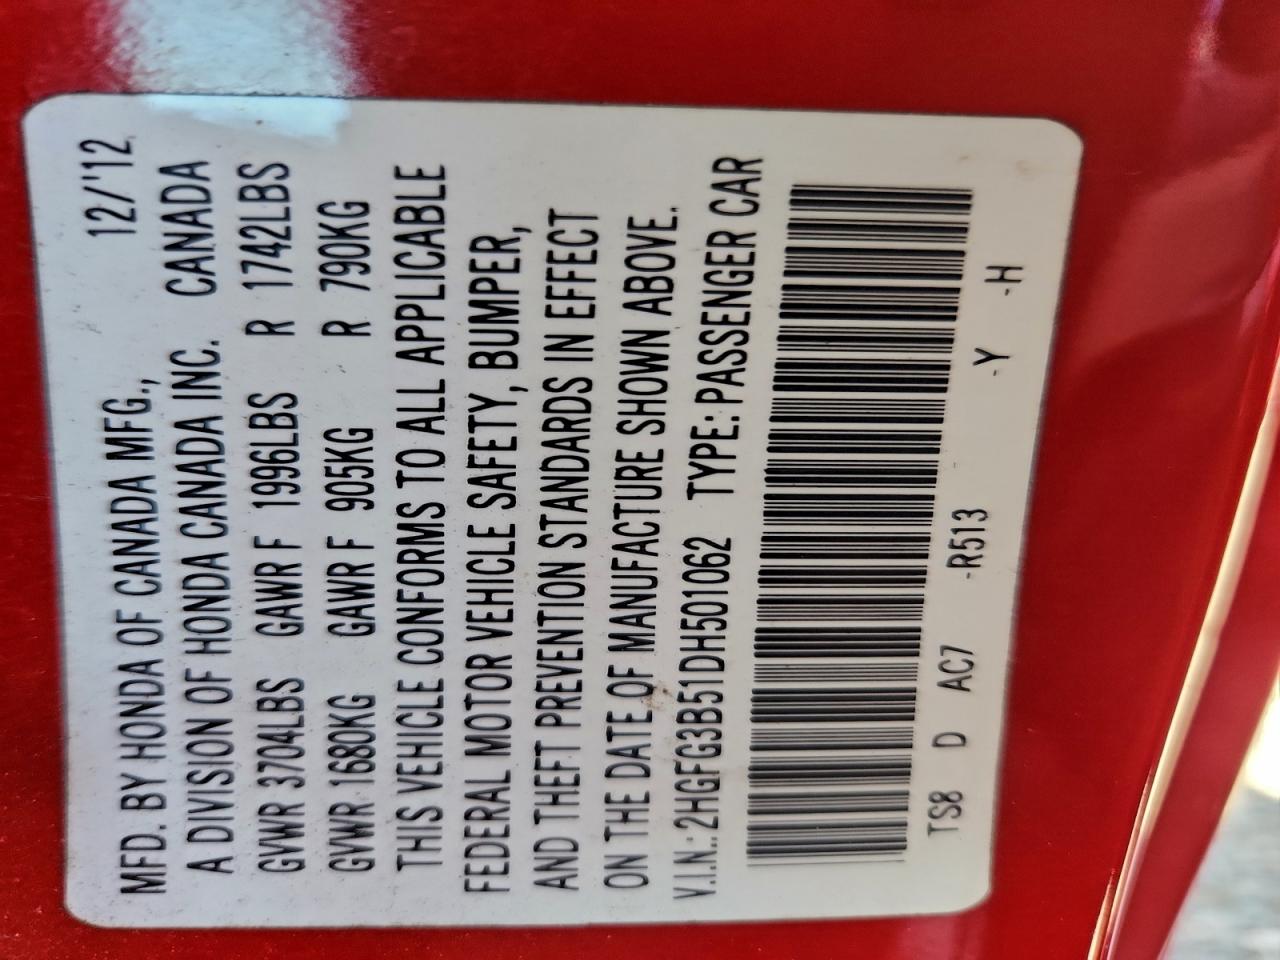 MFD. BY HONDA OF CANADA MFG., 12/'12
A DIVISION OF HONDA CANADA INC. CANADA
GVWR 3704LBS GAWR F 1996LBS R 1742LBS
GVWR 1680KG GAWR F 905KG R 790KG
THIS VEHICLE CONFORMS TO ALL APPLICABLE
FEDERAL MOTOR VEHICLE SAFETY, BUMPER,
AND THEFT PREVENTION STANDARDS IN EFFECT
ON THE DATE OF MANUFACTURE SHOWN ABOVE.
V.I.N.: 2HGFG3B51DH501062 TYPE: PASSENGER CAR
TS8 D AC7 -R513 -Y -H